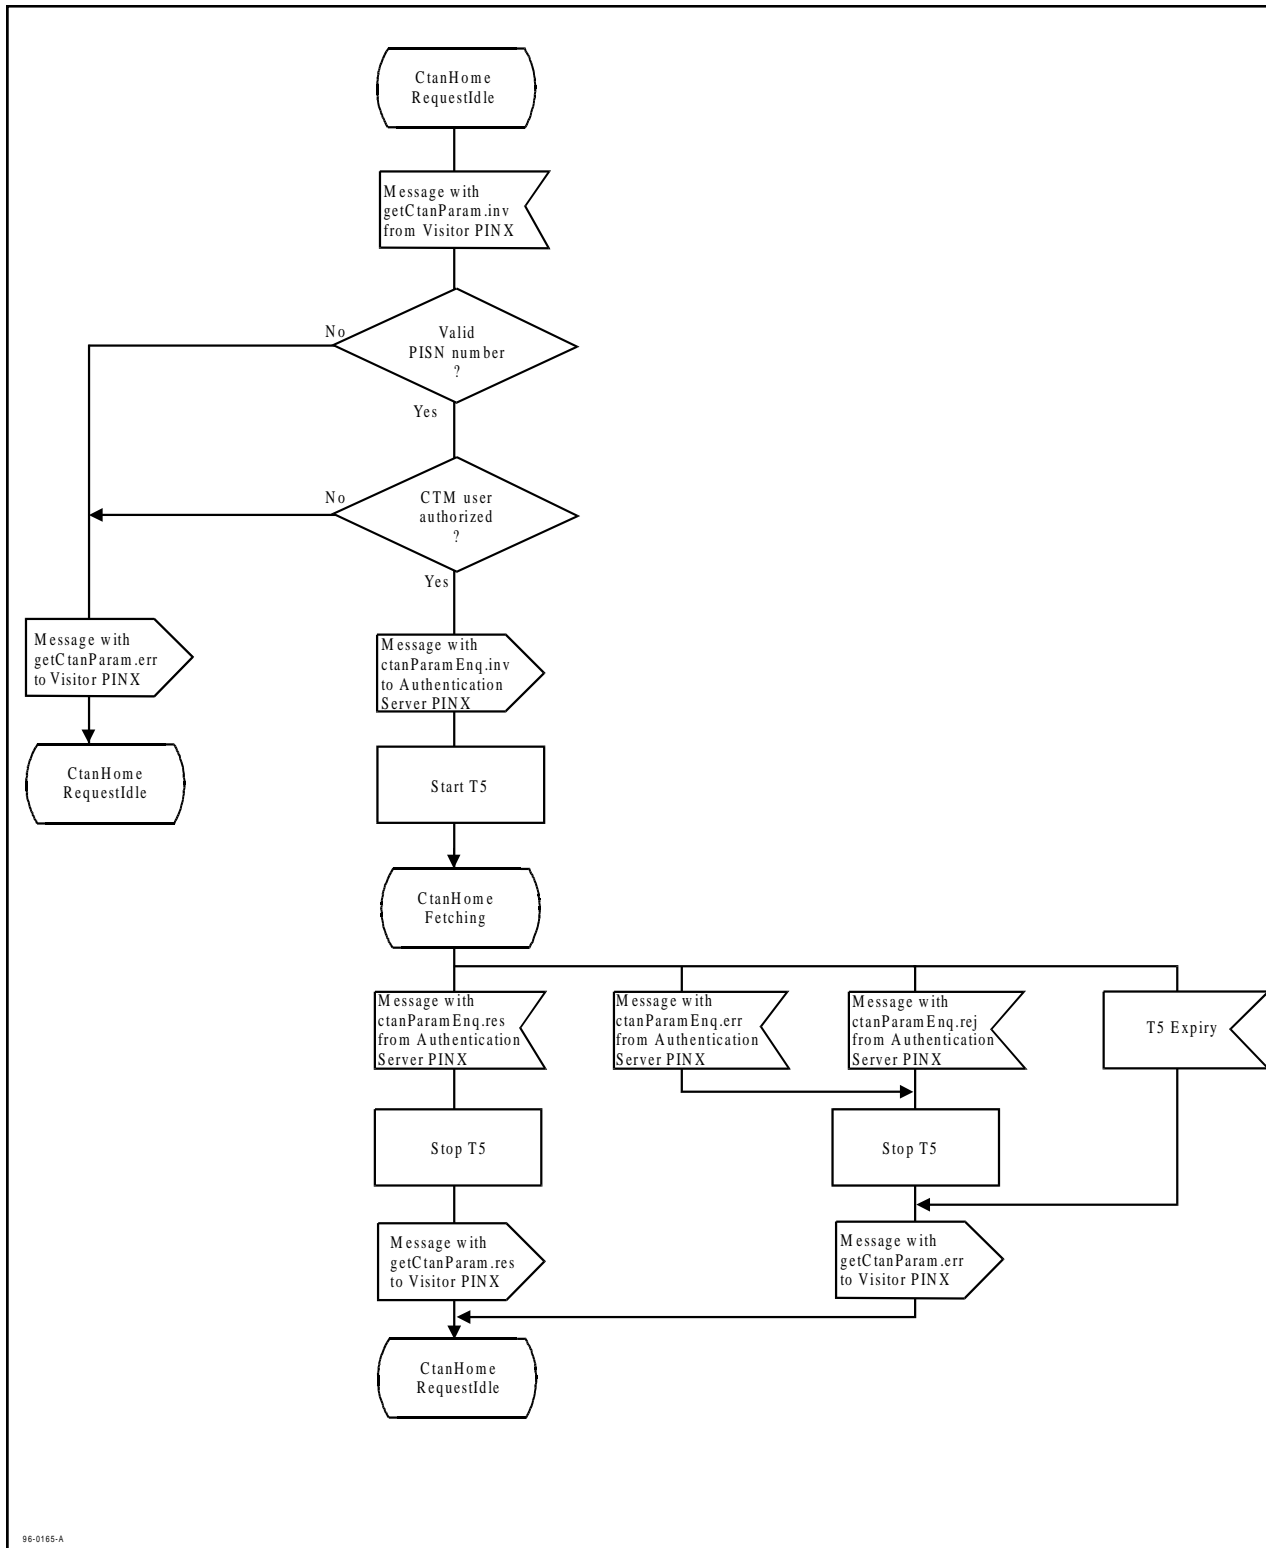 CtanHome
RequestIdle
Message with
getCtanParam.inv
from Visitor PINX
No
Valid
PISN number
?
Yes
No
CTM user
authorized
?
Yes
Message with
getCtanParam.err
to Visitor PINX
Message with
ctanParamEnq.inv
to Authentication
Server PINX
CtanHome
RequestIdle
Start T5
CtanHome
Fetching
Message with
ctanParamEnq.res
from Authentication
Server PINX
Message with
ctanParamEnq.err
from Authentication
Server PINX
Message with
ctanParamEnq.rej
from Authentication
Server PINX
T5 Expiry
Stop T5
Stop T5
Message with
getCtanParam.res
to Visitor PINX
Message with
getCtanParam.err
to Visitor PINX
CtanHome
RequestIdle
96-0165-A